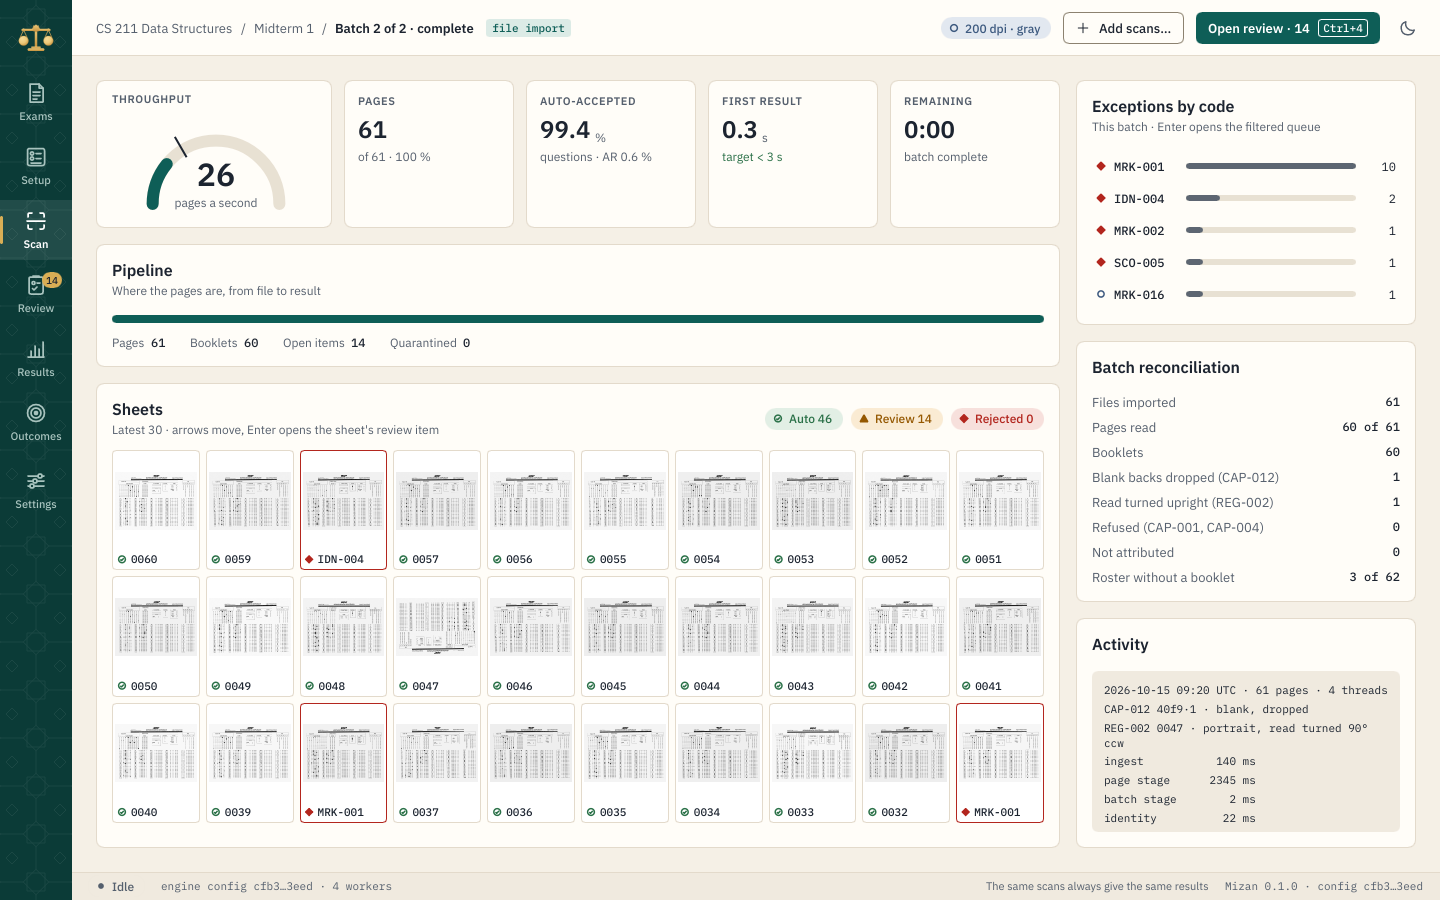 CS 211 Data Structures / Midterm 1 / Batch 2 of 2 · complete file import
200 dpi · gray
Add scans...
Open review · 14 Ctrl+4
Exams
Setup
Scan
14
Review
Results
Outcomes
Settings
THROUGHPUT
26
pages a second
PAGES
61
of 61 · 100 %
AUTO-ACCEPTED
99.4 %
questions · AR 0.6 %
FIRST RESULT
0.3 s
target < 3 s
REMAINING
0:00
batch complete
Pipeline
Where the pages are, from file to result
Pages 61 Booklets 60 Open items 14 Quarantined 0
Sheets
Latest 30 · arrows move, Enter opens the sheet's review item
Auto 46 Review 14 Rejected 0
0060 0059 IDN-004 0057 0056 0055 0054 0053 0052 0051
0050 0049 0048 0047 0046 0045 0044 0043 0042 0041
0040 0039 MRK-001 0037 0036 0035 0034 0033 0032 MRK-001
Exceptions by code
This batch · Enter opens the filtered queue
MRK-001 10
IDN-004 2
MRK-002 1
SCO-005 1
MRK-016 1
Batch reconciliation
Files imported 61
Pages read 60 of 61
Booklets 60
Blank backs dropped (CAP-012) 1
Read turned upright (REG-002) 1
Refused (CAP-001, CAP-004) 0
Not attributed 0
Roster without a booklet 3 of 62
Activity
2026-10-15 09:20 UTC · 61 pages · 4 threads
CAP-012 40f9·1 · blank, dropped
REG-002 0047 · portrait, read turned 90°
ccw
ingest 140 ms
page stage 2345 ms
batch stage 2 ms
identity 22 ms
Idle engine config cfb3…3eed · 4 workers
The same scans always give the same results Mizan 0.1.0 · config cfb3…3eed